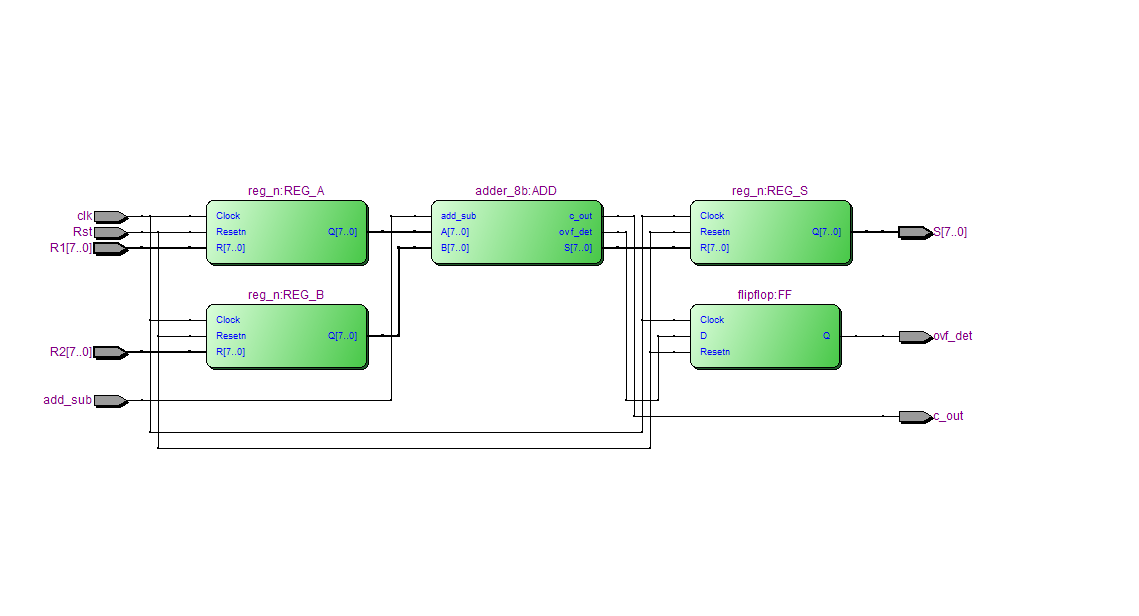 reg_n:REG_A
adder_8b:ADD
reg_n:REG_S
clk
Rst
R1[7..0]
Clock
Resetn
R[7..0]
Q[7..0]
add_sub
A[7..0]
B[7..0]
c_out
ovf_det
S[7..0]
Clock
Resetn
R[7..0]
Q[7..0]
S[7..0]
reg_n:REG_B
flipflop:FF
R2[7..0]
Clock
Resetn
R[7..0]
Q[7..0]
Clock
D
Resetn
Q
ovf_det
add_sub
c_out